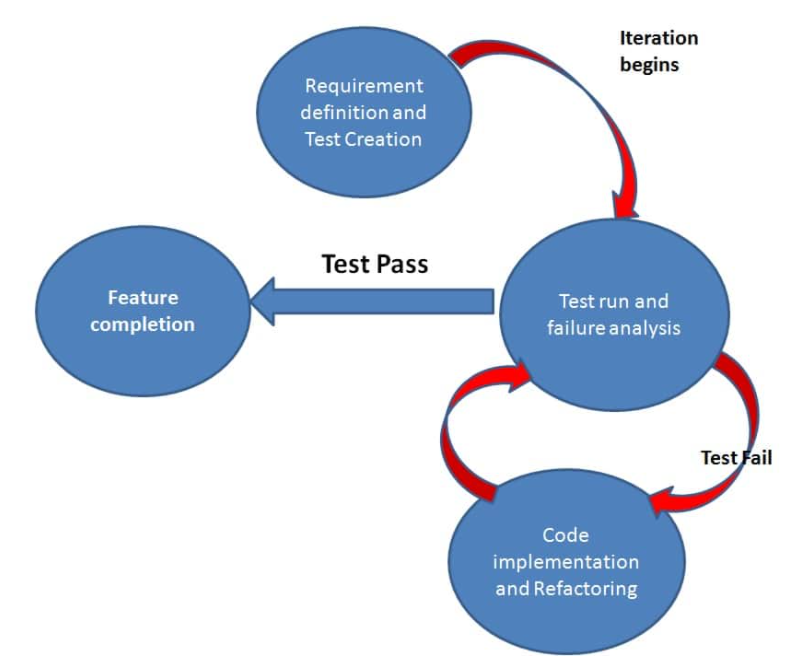 Iteration
begins
Requirement
definition and
Test Creation
Test Pass
Feature
completion
Test run and
failure analysis
Test Fail
Code
implementation
and Refactoring